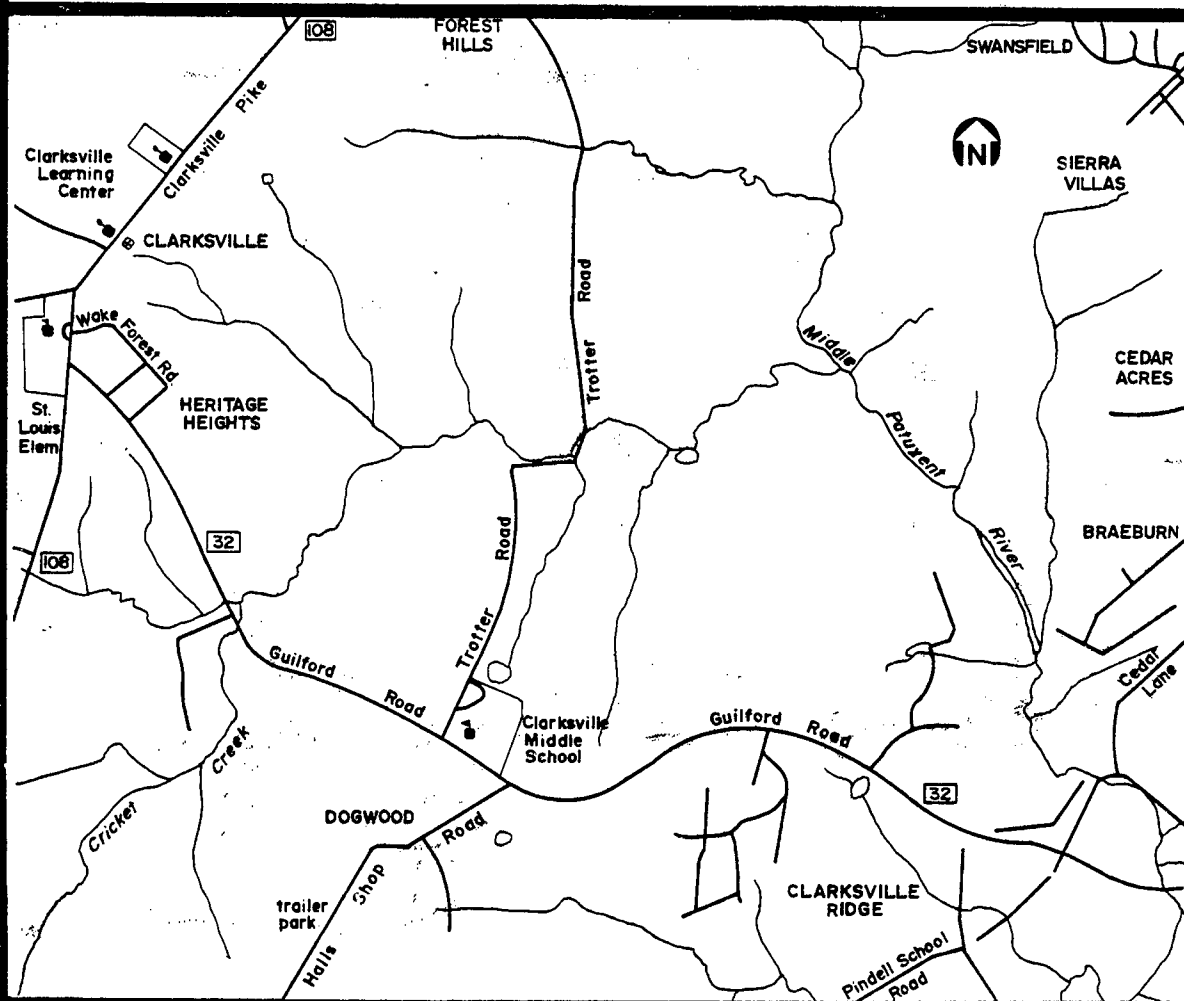 108
FOREST
HILLS
SWANSFIELD
Clarksville Pike
N
SIERRA
VILLAS
Clarksville
Learning
Center
CLARKSVILLE
Trotter Road
Wake Forest Rd.
Middle Patuxent River
CEDAR
ACRES
HERITAGE
HEIGHTS
St.
Louis
Elem.
32
108
Trotter Road
BRAEBURN
Guilford Road
Cedar
Lane
Clarksville
Middle
School
Guilford Road
Cricket Creek
32
DOGWOOD
Halls Shop Road
trailer
park
CLARKSVILLE
RIDGE
Pindell School
Road